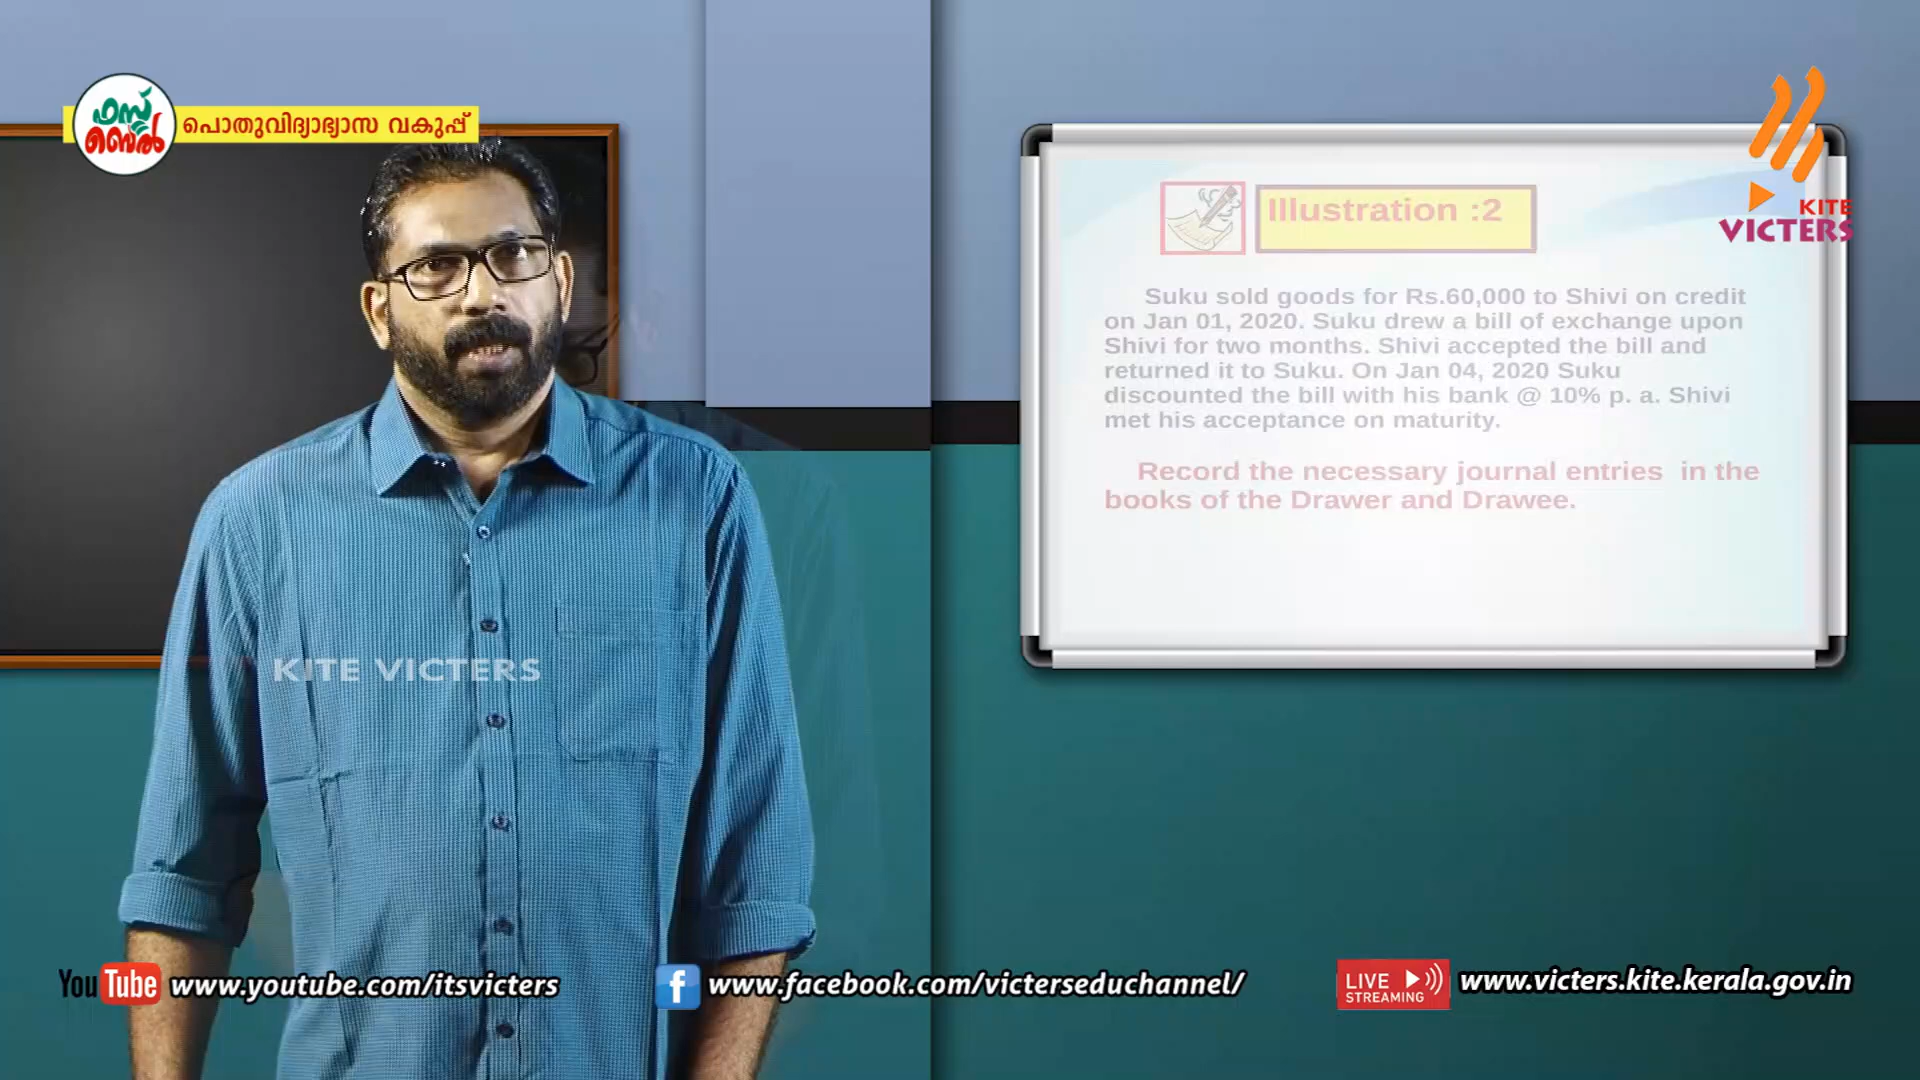 ഫസ്റ്റ്
ബെൽ
പൊതുവിദ്യാഭ്യാസ വകുപ്പ്
KITE
VICTERS
Illustration :2
Suku sold goods for Rs.60,000 to Shivi on credit
on Jan 01, 2020. Suku drew a bill of exchange upon
Shivi for two months. Shivi accepted the bill and
returned it to Suku. On Jan 04, 2020 Suku
discounted the bill with his bank @ 10% p. a. Shivi
met his acceptance on maturity.
Record the necessary journal entries in the
books of the Drawer and Drawee.
KITE VICTERS
YouTube www.youtube.com/itsvicters
f www.facebook.com/victerseduchannel/
LIVE
STREAMING
www.victers.kite.kerala.gov.in